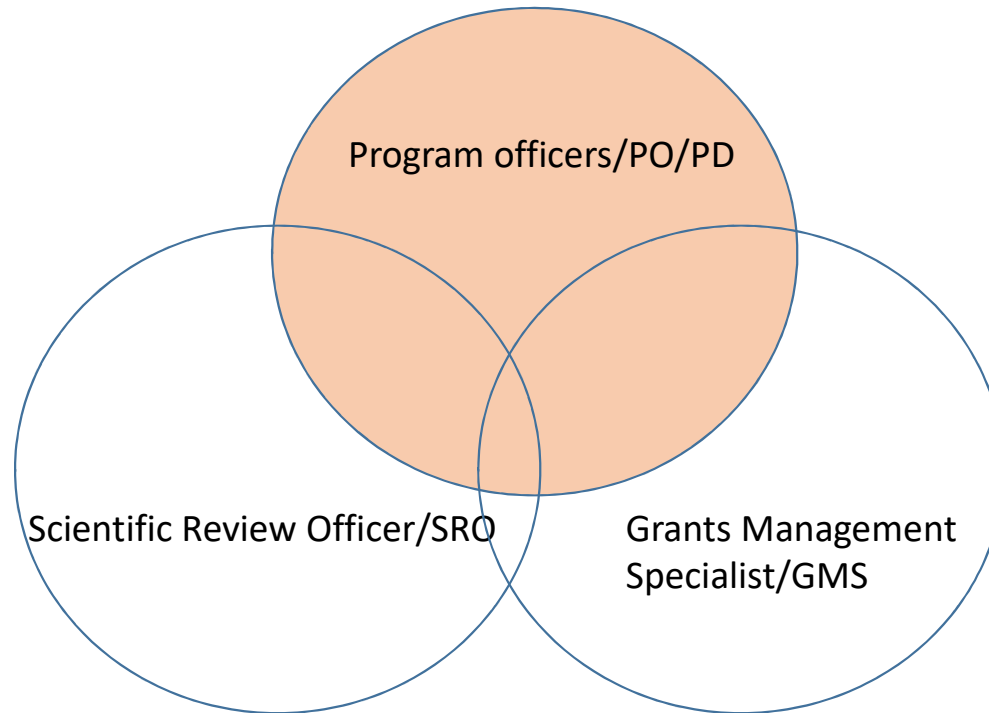 Program officers/PO/PD
Scientific Review Officer/SRO
Grants Management
Specialist/GMS